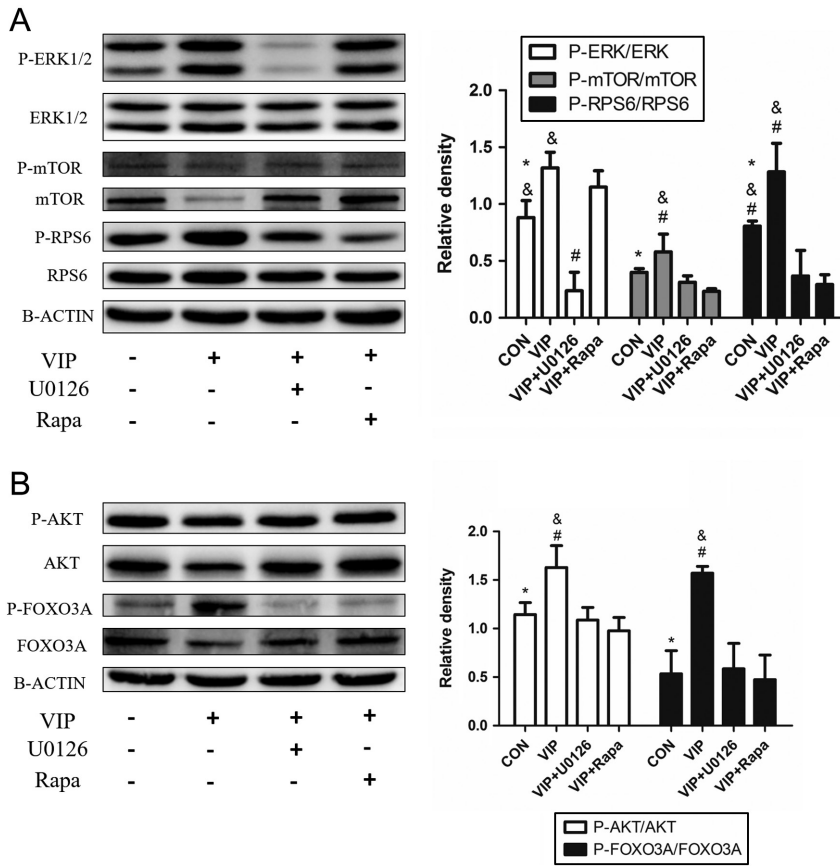 A
P-ERK1/2
ERK1/2
P-mTOR
mTOR
P-RPS6
RPS6
B-ACTIN
VIP - + + +
U0126 - - + -
Rapa - - - +
P-ERK/ERK
P-mTOR/mTOR
P-RPS6/RPS6
Relative density
2.0
1.5
1.0
0.5
0.0
* & & # * & # * & # & #
CON VIP VIP+U0126 VIP+Rapa CON VIP VIP+U0126 VIP+Rapa CON VIP VIP+U0126 VIP+Rapa
B
P-AKT
AKT
P-FOXO3A
FOXO3A
B-ACTIN
VIP - + + +
U0126 - - + -
Rapa - - - +
Relative density
2.0
1.5
1.0
0.5
0.0
* & # * & #
CON VIP VIP+U0126 VIP+Rapa CON VIP VIP+U0126 VIP+Rapa
P-AKT/AKT
P-FOXO3A/FOXO3A